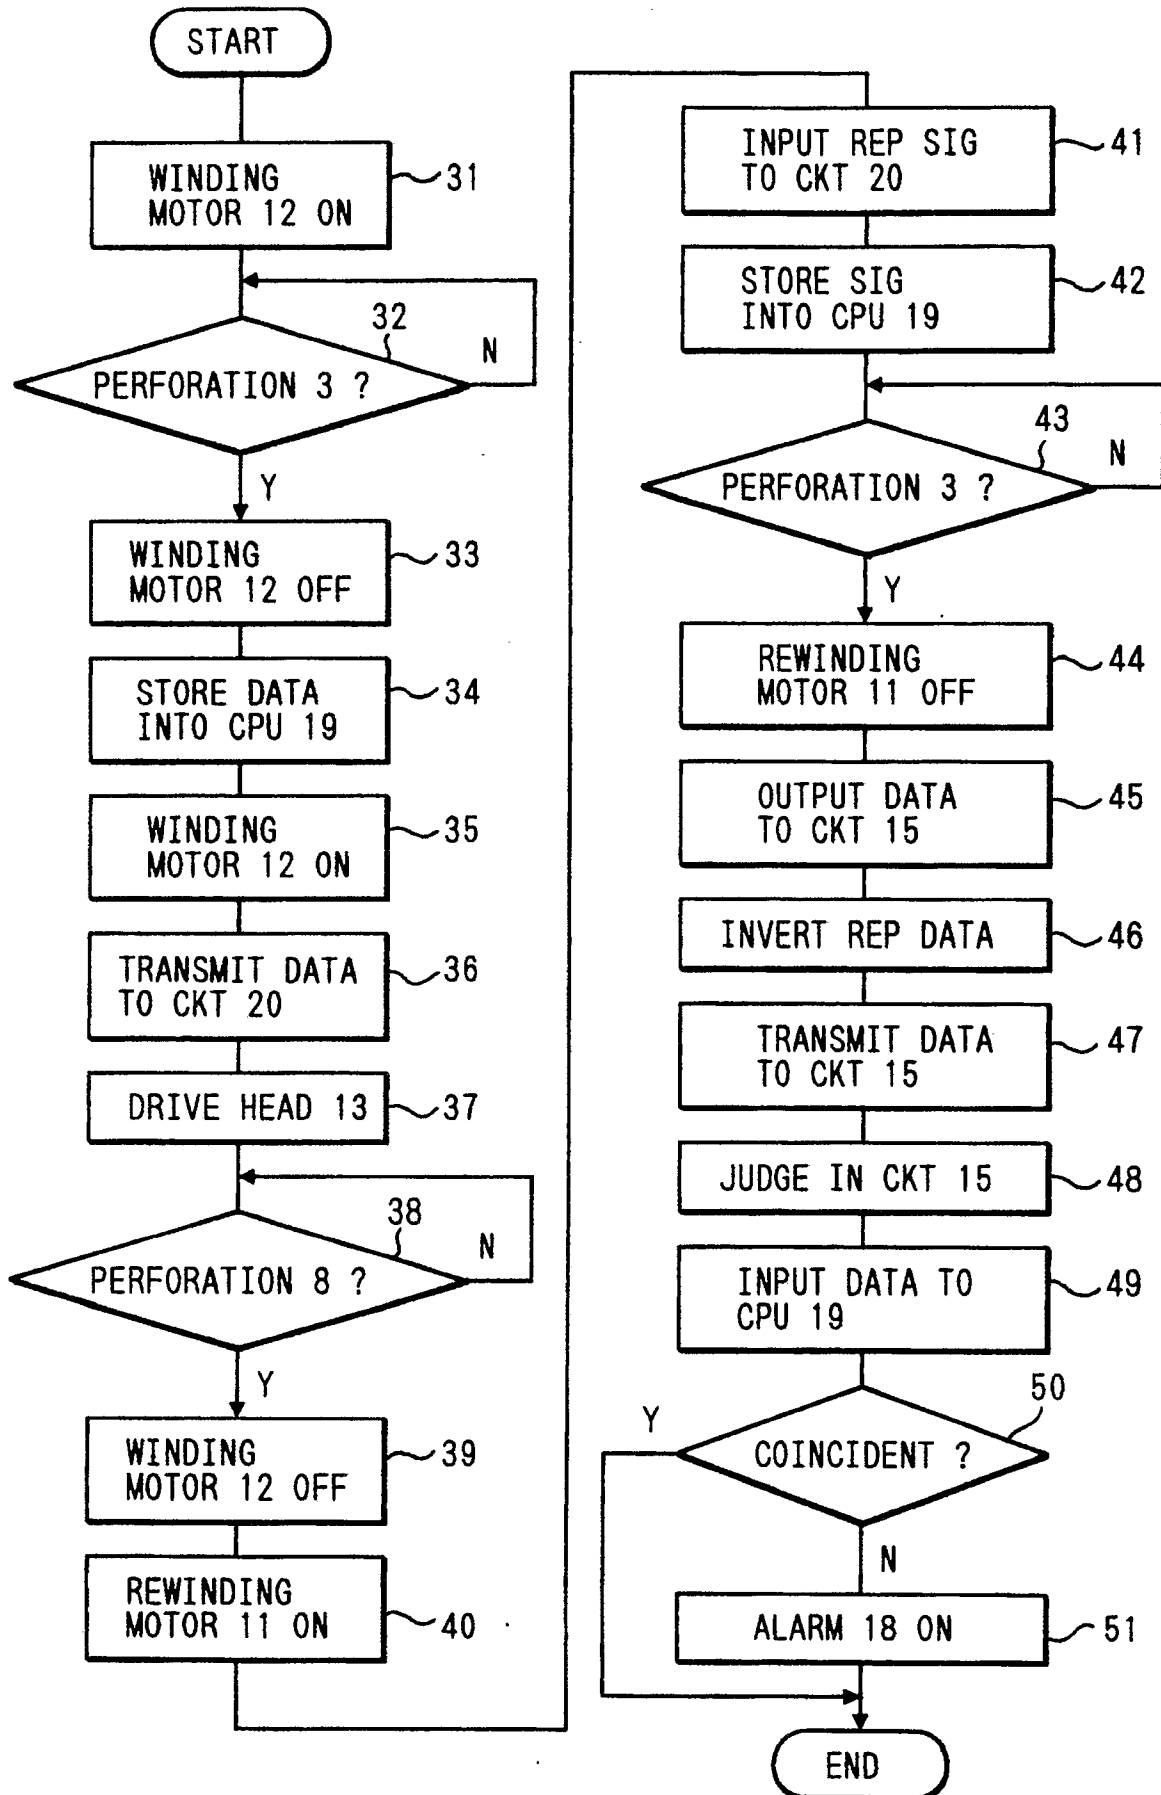 START
WINDING
MOTOR 12 ON
31
32
PERFORATION 3 ?
N
Y
WINDING
MOTOR 12 OFF
33
STORE DATA
INTO CPU 19
34
WINDING
MOTOR 12 ON
35
TRANSMIT DATA
TO CKT 20
36
DRIVE HEAD 13
37
38
PERFORATION 8 ?
N
Y
WINDING
MOTOR 12 OFF
39
REWINDING
MOTOR 11 ON
40
INPUT REP SIG
TO CKT 20
41
STORE SIG
INTO CPU 19
42
43
PERFORATION 3 ?
N
Y
REWINDING
MOTOR 11 OFF
44
OUTPUT DATA
TO CKT 15
45
INVERT REP DATA
46
TRANSMIT DATA
TO CKT 15
47
JUDGE IN CKT 15
48
INPUT DATA TO
CPU 19
49
50
Y
COINCIDENT ?
N
ALARM 18 ON
51
END